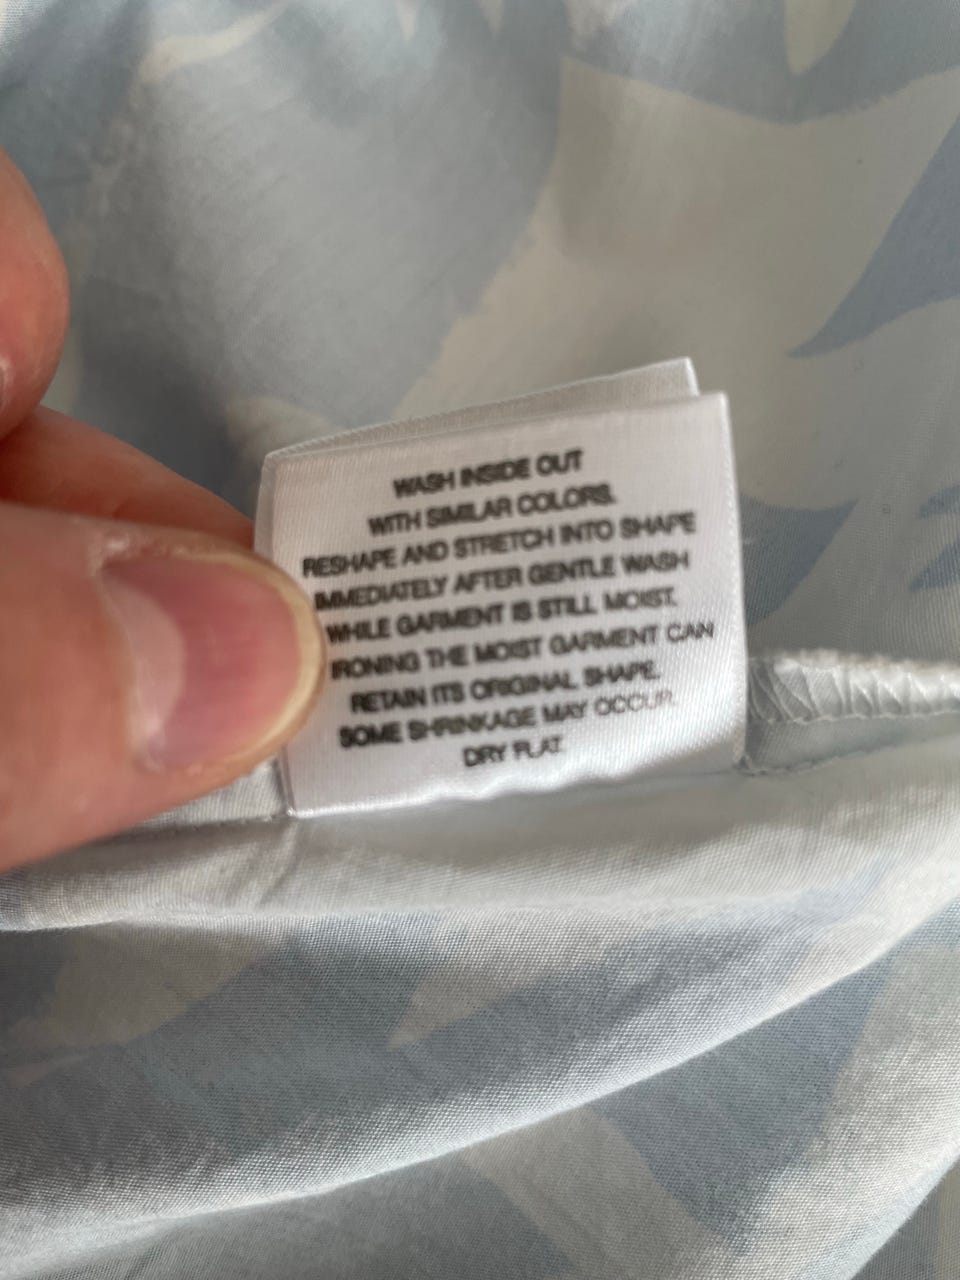 WASH INSIDE OUT
WITH SIMILAR COLORS.
RESHAPE AND STRETCH INTO SHAPE
IMMEDIATELY AFTER GENTLE WASH
WHILE GARMENT IS STILL MOIST.
IRONING THE MOIST GARMENT CAN
RETAIN ITS ORIGINAL SHAPE.
SOME SHRINKAGE MAY OCCUR.
DRY FLAT.